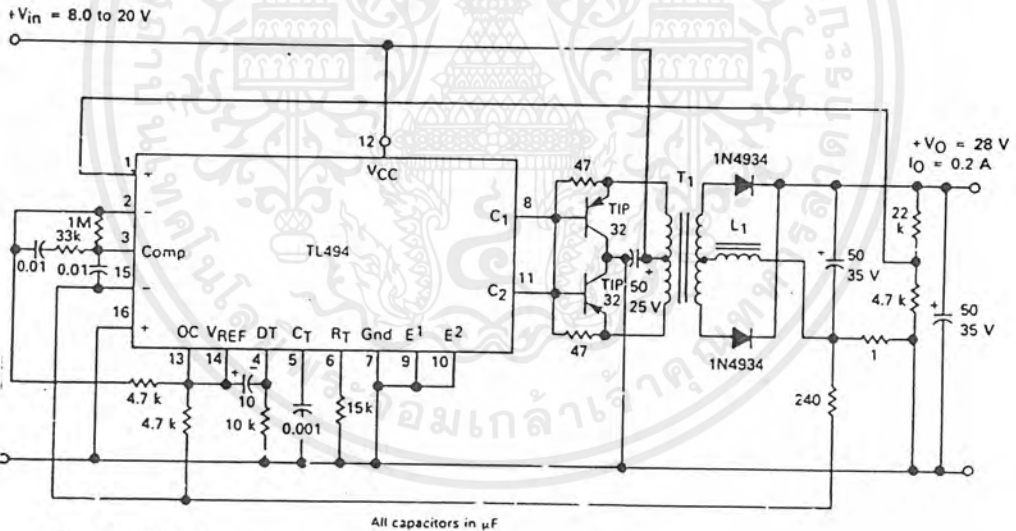 +Vin = 8.0 to 20 V
12
VCC
1
+
2
−
1M
33k
3
Comp
0.01
0.01
15
−
16
+
TL494
C1
8
C2
11
OC
VREF
DT
CT
RT
Gnd
E1
E2
13
14
4
5
6
7
9
10
4.7 k
4.7 k
+
−
10
10 k
0.001
15k
47
TIP
32
TIP
32
47
+
50
25 V
T1
1N4934
L1
1N4934
+
50
35 V
240
1
22
k
4.7 k
+
50
35 V
+VO = 28 V
IO = 0.2 A
All capacitors in µF